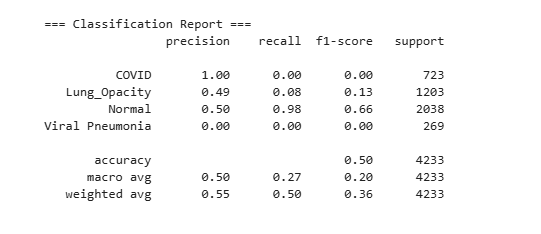 === Classification Report ===
precision recall f1-score support
COVID 1.00 0.00 0.00 723
Lung_Opacity 0.49 0.08 0.13 1203
Normal 0.50 0.98 0.66 2038
Viral Pneumonia 0.00 0.00 0.00 269
accuracy 0.50 4233
macro avg 0.50 0.27 0.20 4233
weighted avg 0.55 0.50 0.36 4233